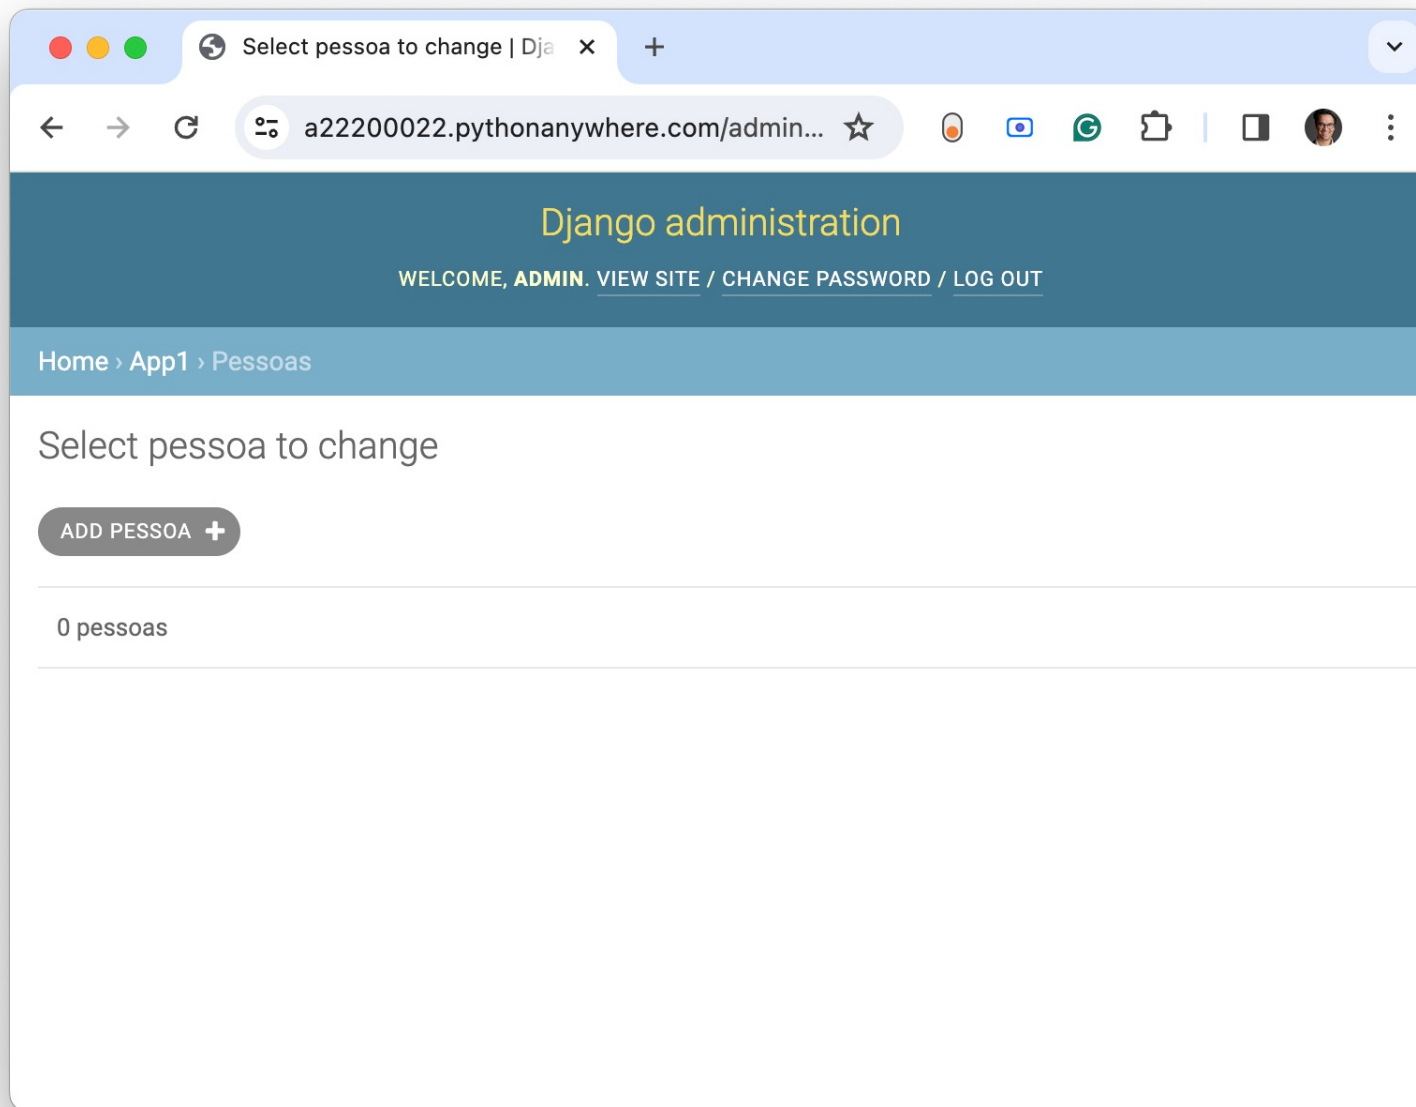 Select pessoa to change | Dja
a22200022.pythonanywhere.com/admin...
Django administration
WELCOME, ADMIN. VIEW SITE / CHANGE PASSWORD / LOG OUT
Home › App1 › Pessoas
Select pessoa to change
ADD PESSOA +
0 pessoas